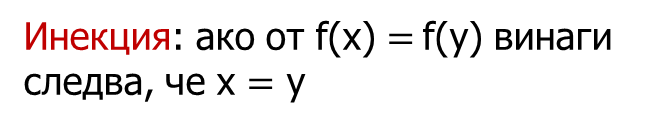 Инекция: ако от f(x) = f(y) винаги
следва, че x = y